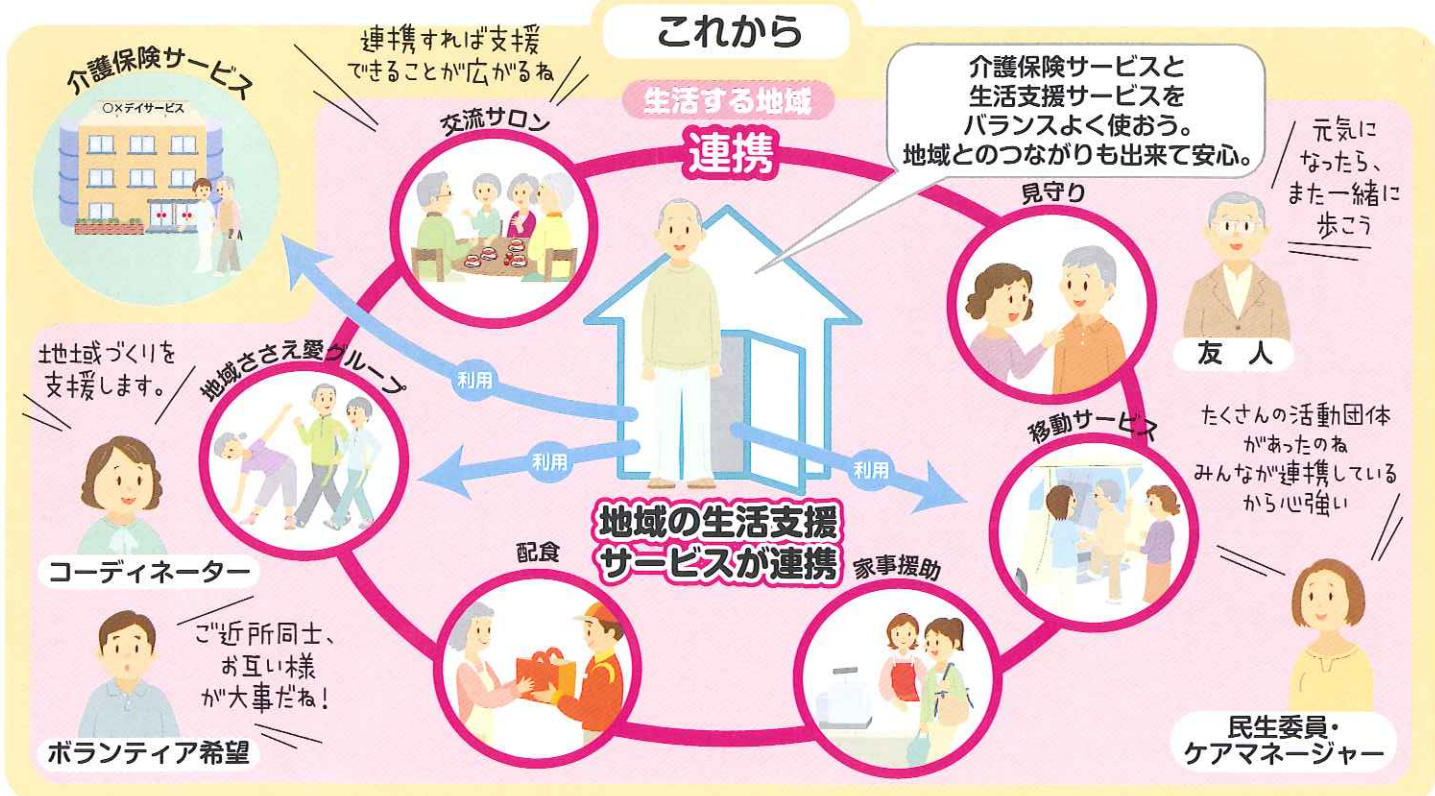 これから
連携すれば支援
できることが広がるね
介護保険サービス
○×デイサービス
生活する地域
連携
交流サロン
介護保険サービスと
生活支援サービスを
バランスよく使おう。
地域とのつながりも出来て安心。
見守り
元気に
なったら、
また一緒に
歩こう
友 人
地域づくりを
支援します。
コーディネーター
地域ささえ愛グループ
利用
利用
利用
移動サービス
たくさんの活動団体
があったのね
みんなが連携している
から心強い
地域の生活支援
サービスが連携
配食
家事援助
ご近所同士、
お互い様
が大事だね!
ボランティア希望
民生委員・
ケアマネージャー